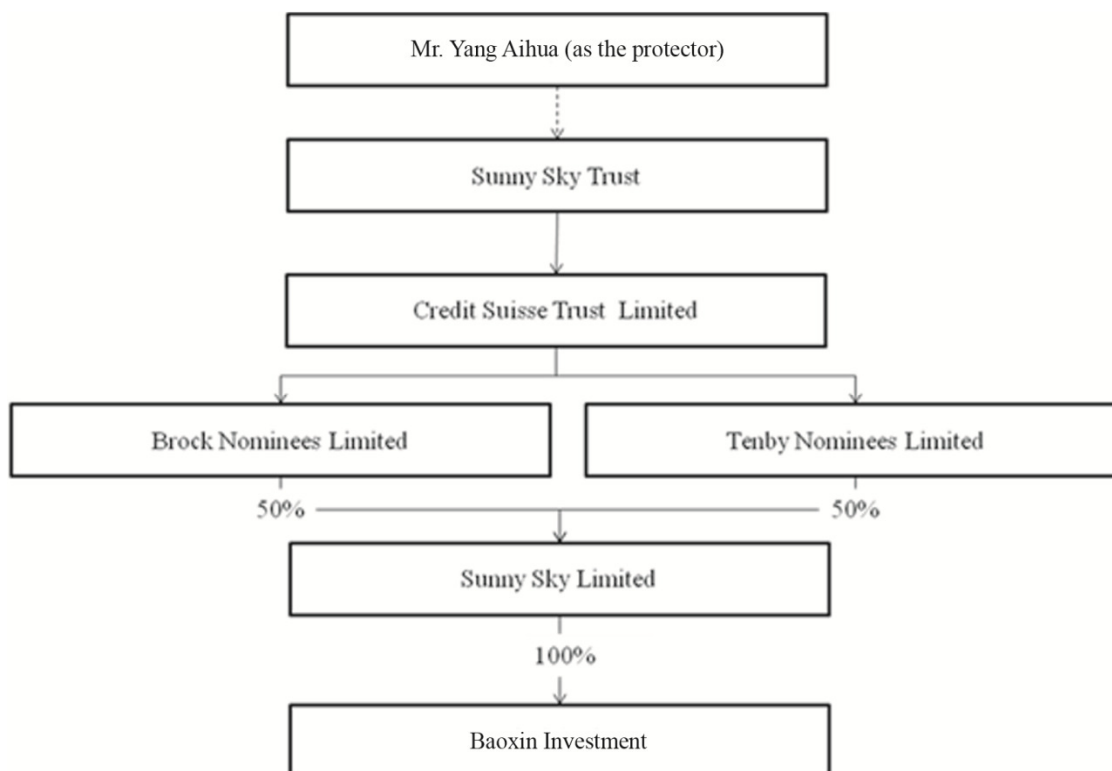 Mr. Yang Aihua (as the protector)
Sunny Sky Trust
Credit Suisse Trust Limited
Brock Nominees Limited
Tenby Nominees Limited
50%
50%
Sunny Sky Limited
100%
Baoxin Investment